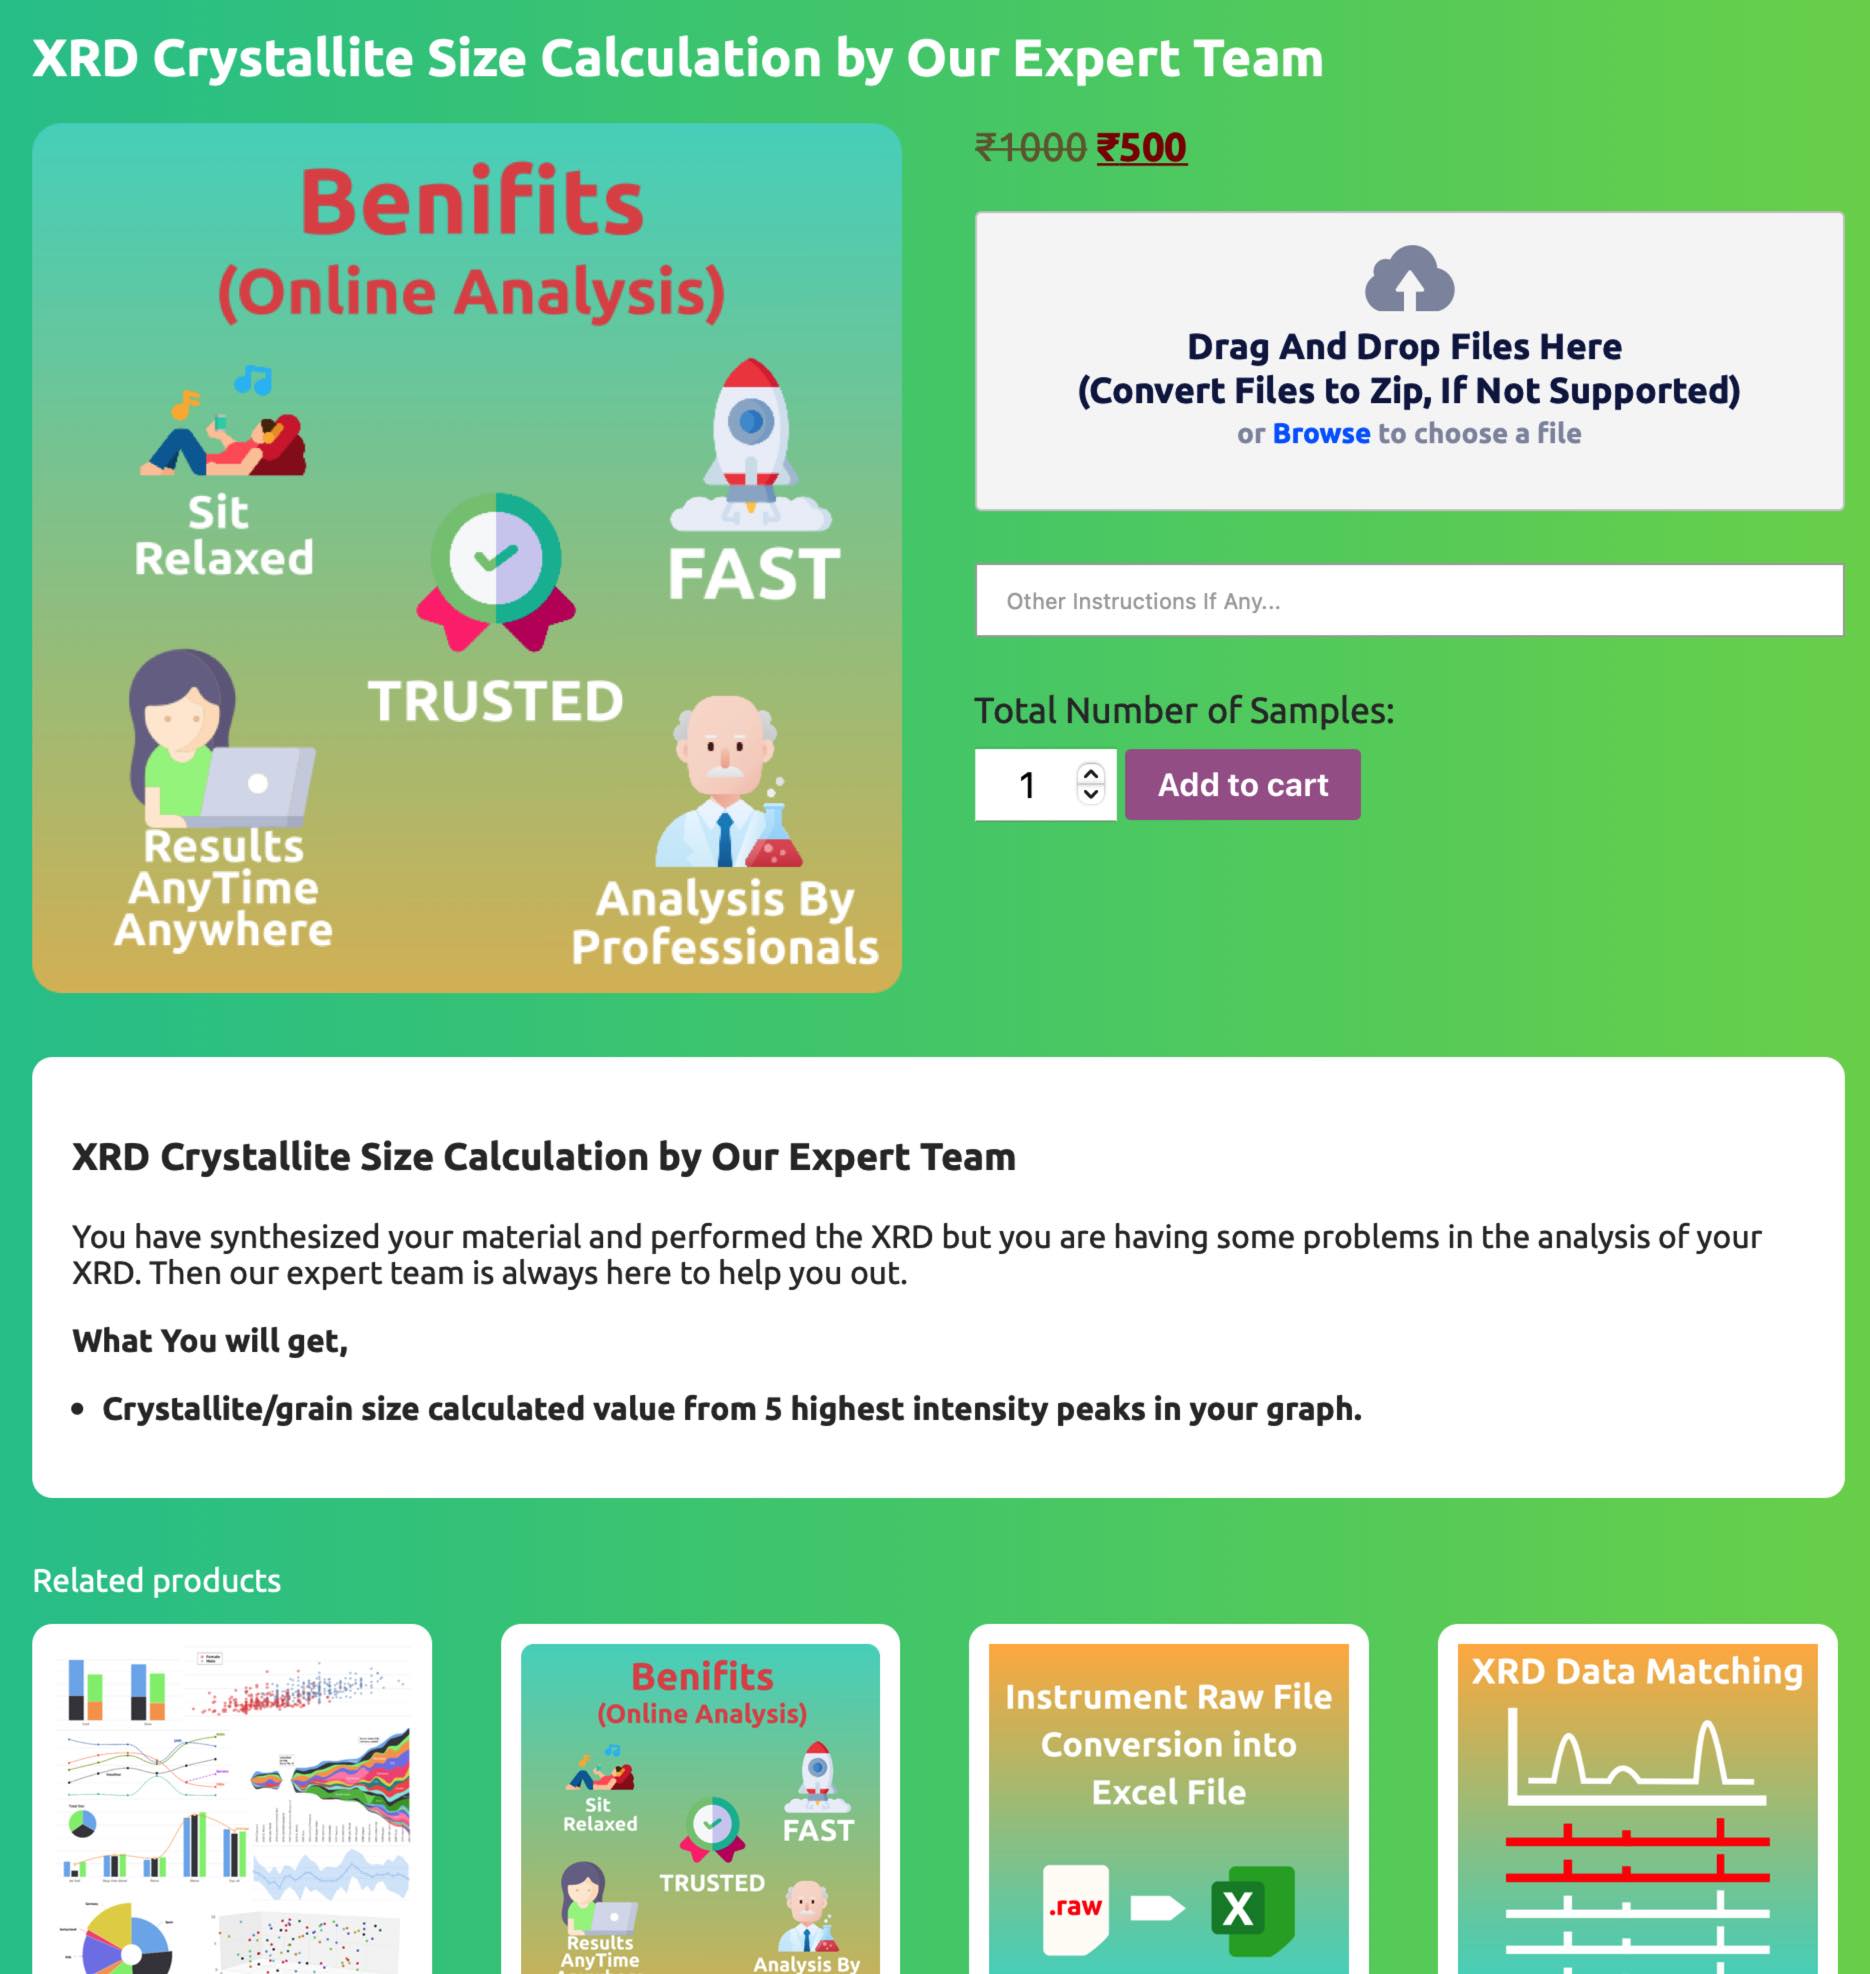 XRD Crystallite Size Calculation by Our Expert Team
Benifits
(Online Analysis)
Sit
Relaxed
FAST
TRUSTED
Results
AnyTime
Anywhere
Analysis By
Professionals
₹1000 ₹500
Drag And Drop Files Here
(Convert Files to Zip, If Not Supported)
or Browse to choose a file
Other Instructions If Any...
Total Number of Samples:
1
Add to cart
XRD Crystallite Size Calculation by Our Expert Team
You have synthesized your material and performed the XRD but you are having some problems in the analysis of your
XRD. Then our expert team is always here to help you out.
What You will get,
• Crystallite/grain size calculated value from 5 highest intensity peaks in your graph.
Related products
Benifits
(Online Analysis)
Sit
Relaxed
FAST
TRUSTED
Results
AnyTime
Analysis By
Instrument Raw File
Conversion into
Excel File
.raw
X
XRD Data Matching